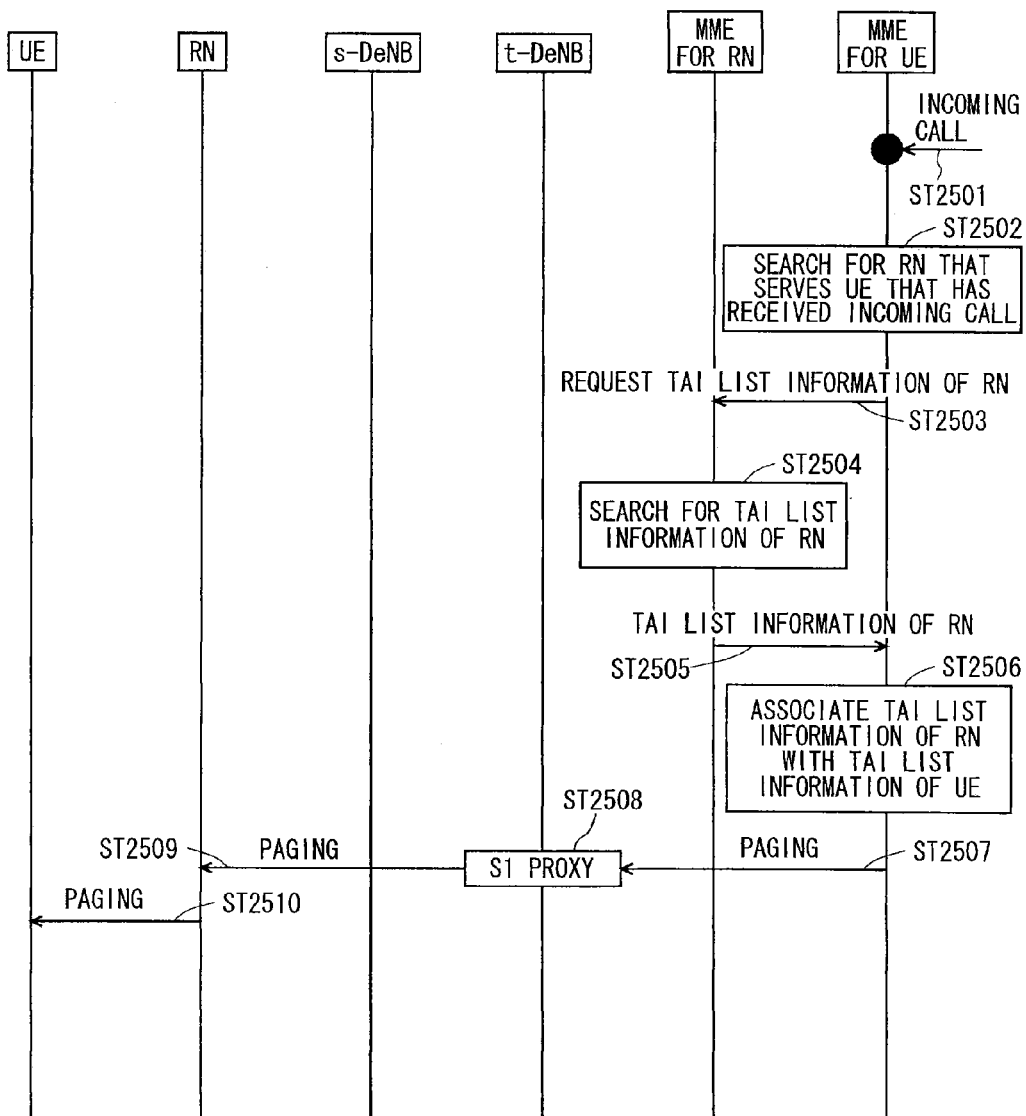 UE
RN
s-DeNB
t-DeNB
MME
FOR RN
MME
FOR UE
INCOMING
CALL
ST2501
ST2502
SEARCH FOR RN THAT
SERVES UE THAT HAS
RECEIVED INCOMING CALL
REQUEST TAI LIST INFORMATION OF RN
ST2503
ST2504
SEARCH FOR TAI LIST
INFORMATION OF RN
TAI LIST INFORMATION OF RN
ST2505
ST2506
ASSOCIATE TAI LIST
INFORMATION OF RN
WITH TAI LIST
INFORMATION OF UE
ST2508
ST2509
PAGING
S1 PROXY
PAGING
ST2507
PAGING
ST2510